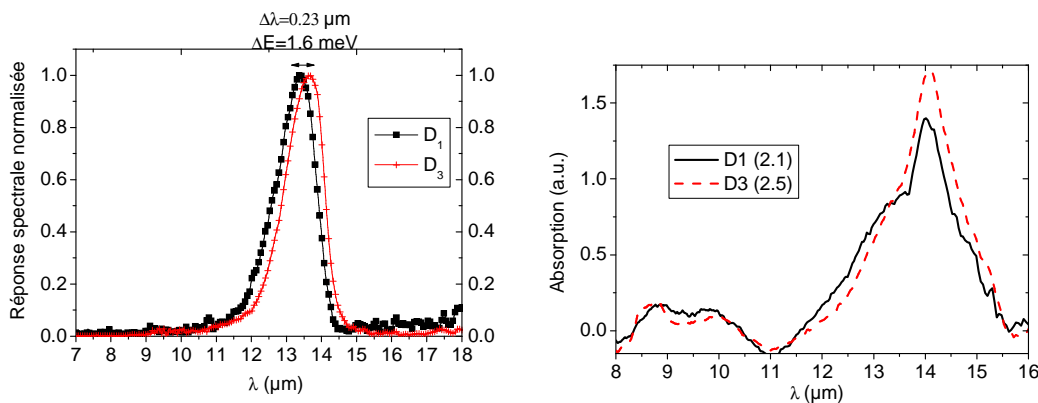 Δλ=0.23 µm
ΔE=1.6 meV
Réponse spectrale normalisée
1.0
0.8
0.6
0.4
0.2
0.0
1.0
0.8
0.6
0.4
0.2
0.0
D1
D3
7 8 9 10 11 12 13 14 15 16 17 18
λ (µm)
Absorption (a.u.)
1.5
1.0
0.5
0.0
D1 (2.1)
D3 (2.5)
8 9 10 11 12 13 14 15 16
λ (µm)